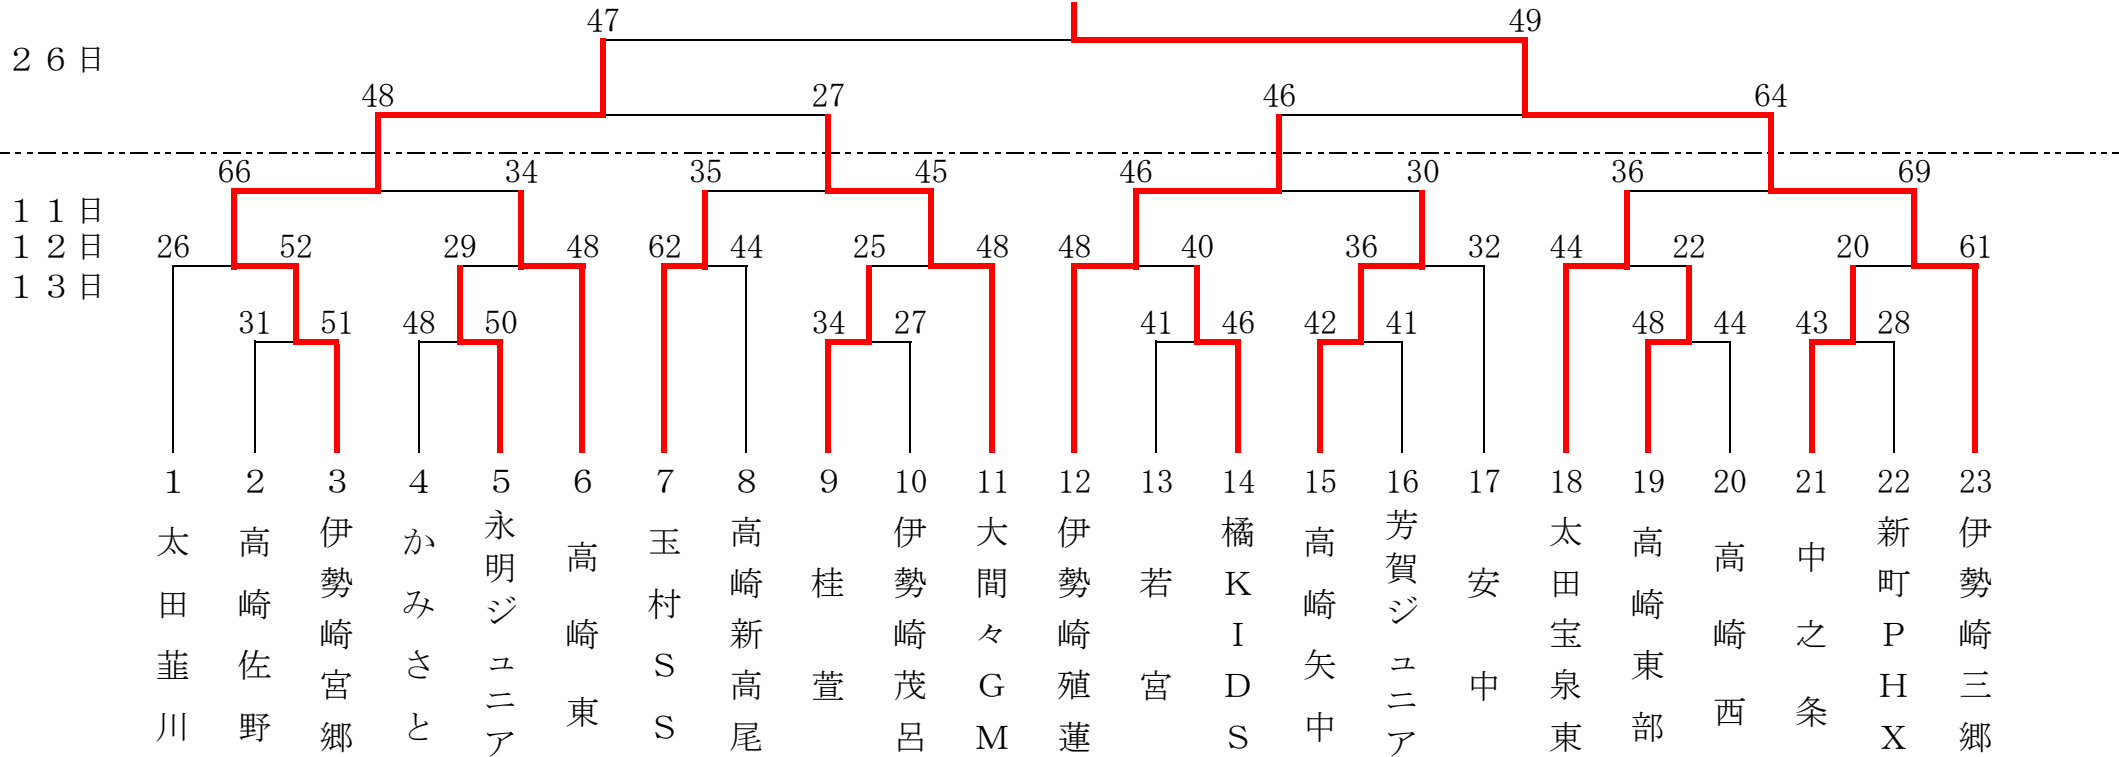 47 49
２６日
48 27 46 64
66 34 35 45 46 30 36 69
１１日
１２日
26 52 29 48 62 44 25 48 48 40 36 32 44 22 20 61
１３日
31 51 48 50 34 27 41 46 42 41 48 44 43 28
1 2 3 4 5 6 7 8 9 10 11 12 13 14 15 16 17 18 19 20 21 22 23
太田韮川
高崎佐野
伊勢崎宮郷
かみさと
永明ジュニア
高崎東
玉村ＳＳ
高崎新高尾
桂萱
伊勢崎茂呂
大間々ＧＭ
伊勢崎殖蓮
若宮
橘ＫＩＤＳ
高崎矢中
芳賀ジュニア
安中
太田宝泉東
高崎東部
高崎西
中之条
新町ＰＨＸ
伊勢崎三郷